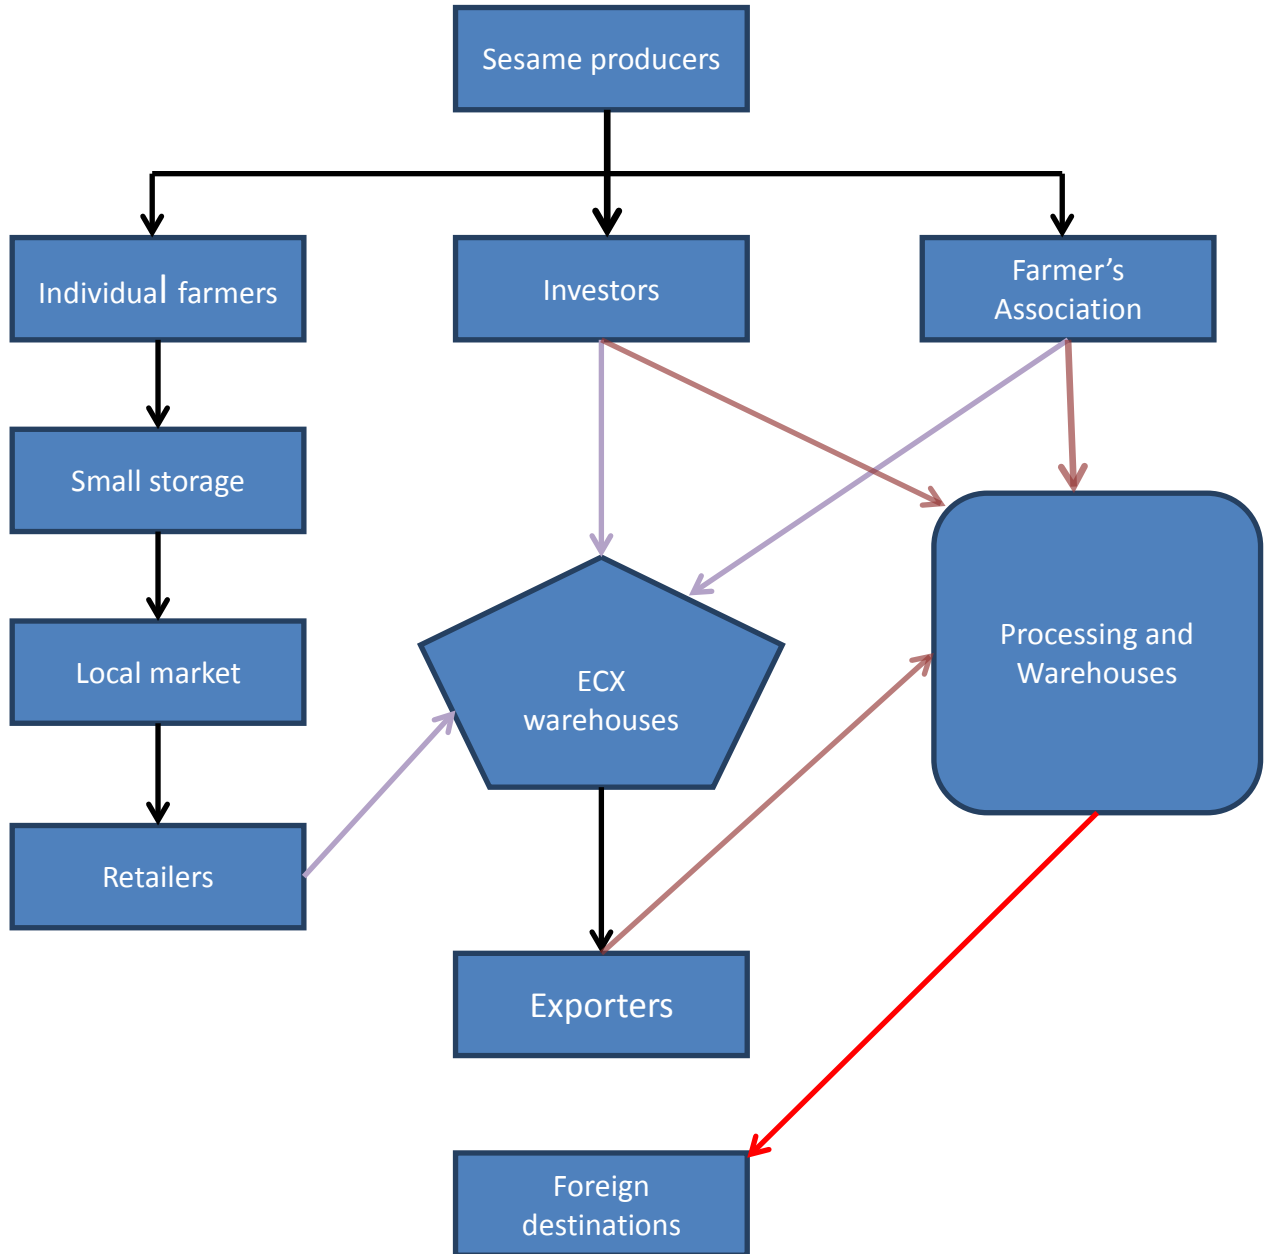 Sesame producers
Individual farmers
Investors
Farmer’s
Association
Small storage
Local market
Processing and
Warehouses
ECX
warehouses
Retailers
Exporters
Foreign
destinations